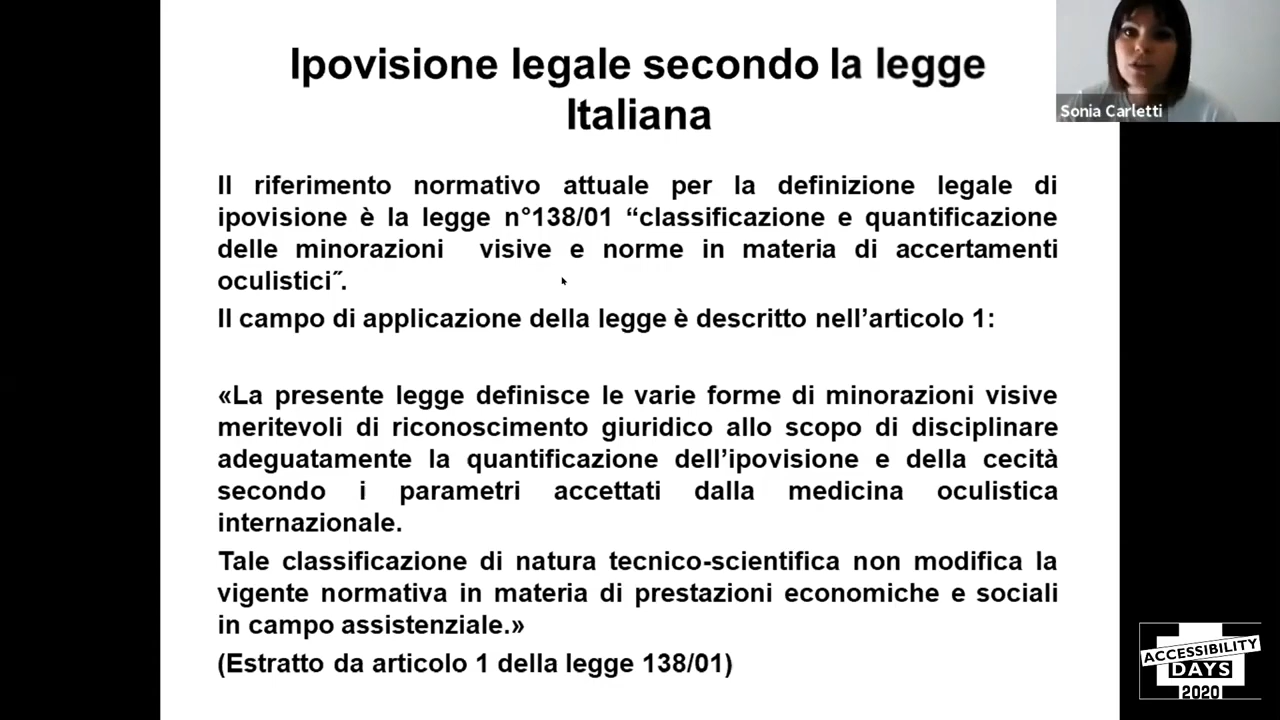 Ipovisione legale secondo la legge
Italiana
Sonia Carletti
Il riferimento normativo attuale per la definizione legale di
ipovisione è la legge n°138/01 “classificazione e quantificazione
delle minorazioni visive e norme in materia di accertamenti
oculistici˝.
Il campo di applicazione della legge è descritto nell’articolo 1:
«La presente legge definisce le varie forme di minorazioni visive
meritevoli di riconoscimento giuridico allo scopo di disciplinare
adeguatamente la quantificazione dell’ipovisione e della cecità
secondo i parametri accettati dalla medicina oculistica
internazionale.
Tale classificazione di natura tecnico-scientifica non modifica la
vigente normativa in materia di prestazioni economiche e sociali
in campo assistenziale.»
(Estratto da articolo 1 della legge 138/01)
ACCESSIBILITY
DAYS
2020